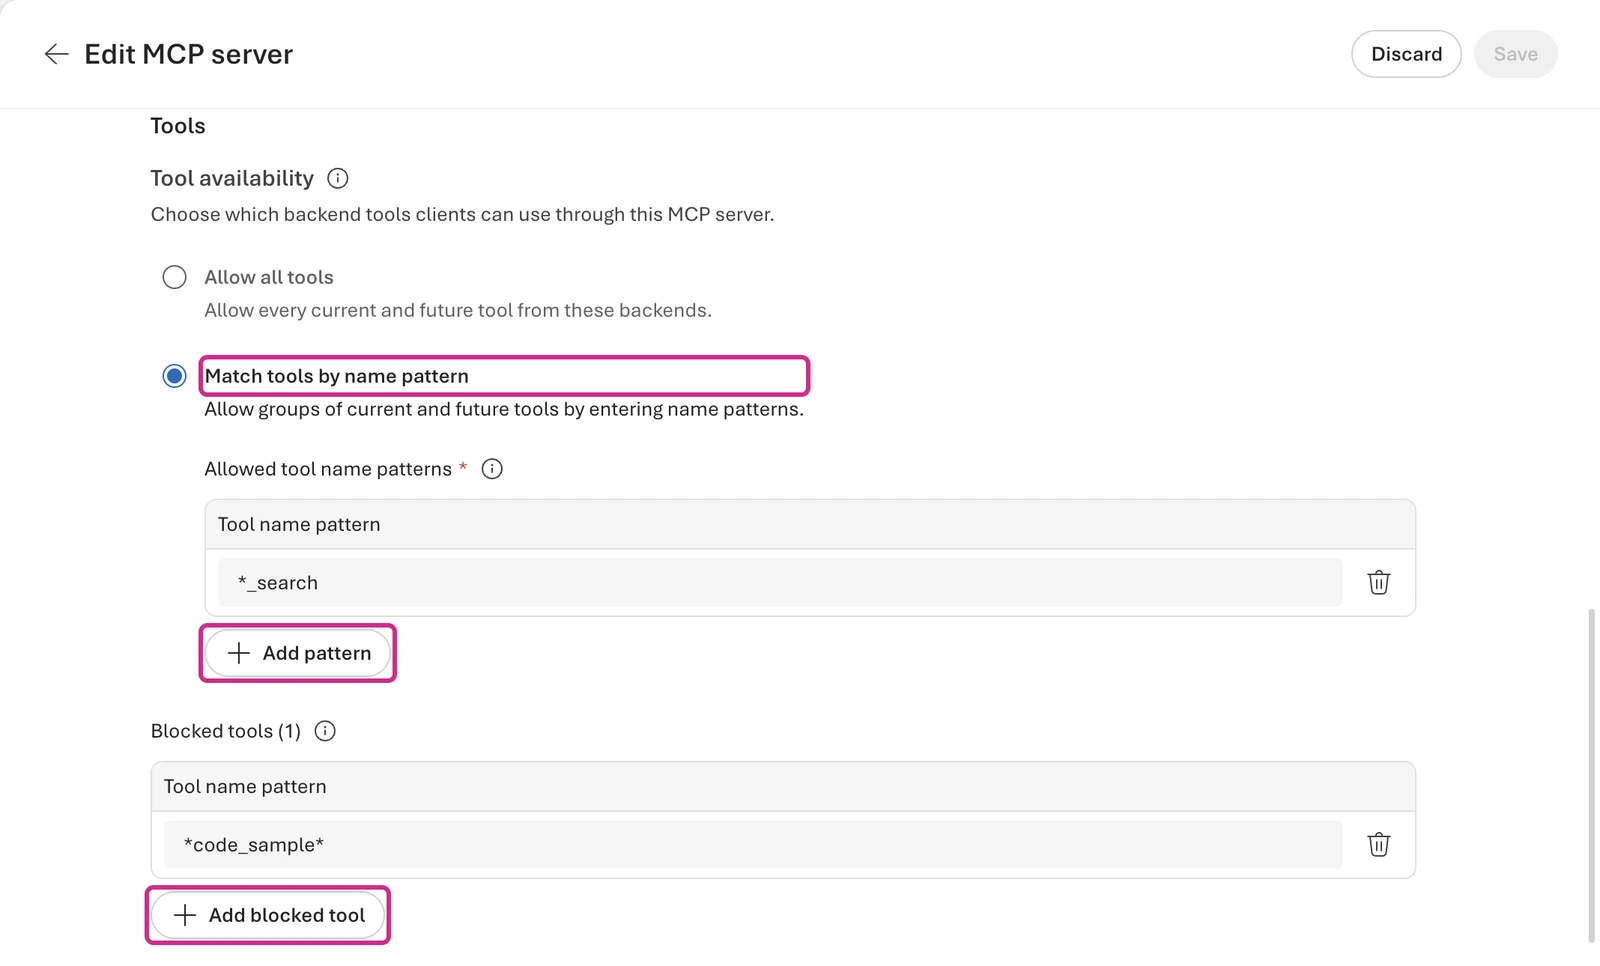 Edit MCP server
Discard
Save
Tools
Tool availability
Choose which backend tools clients can use through this MCP server.
Allow all tools
Allow every current and future tool from these backends.
Match tools by name pattern
Allow groups of current and future tools by entering name patterns.
Allowed tool name patterns *
Tool name pattern
*_search
Add pattern
Blocked tools (1)
Tool name pattern
*code_sample*
Add blocked tool